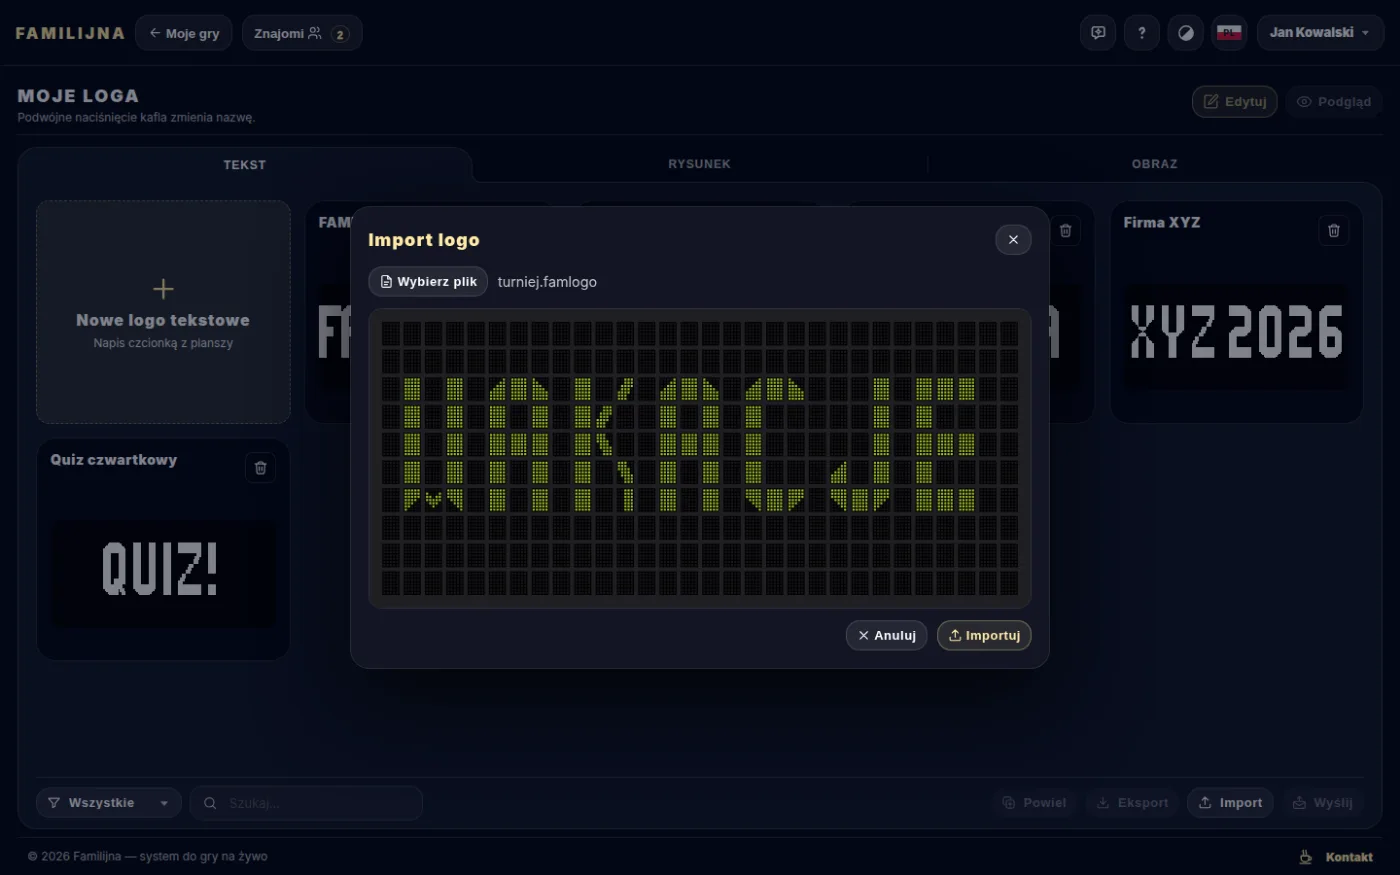 FAMILIJNA
Moje gry
Znajomi 2
?
PL
Jan Kowalski
MOJE LOGA
Podwójne naciśnięcie kafla zmienia nazwę.
Edytuj
Podgląd
TEKST
RYSUNEK
OBRAZ
Nowe logo tekstowe
Napis czcionką z planszy
Firma XYZ
XYZ 2026
Quiz czwartkowy
QUIZ!
Import logo
Wybierz plik
turniej.famlogo
WAKACJE
Anuluj
Importuj
Wszystkie
Szukaj...
Powiel
Eksport
Import
Wyślij
© 2026 Familijna — system do gry na żywo
Kontakt